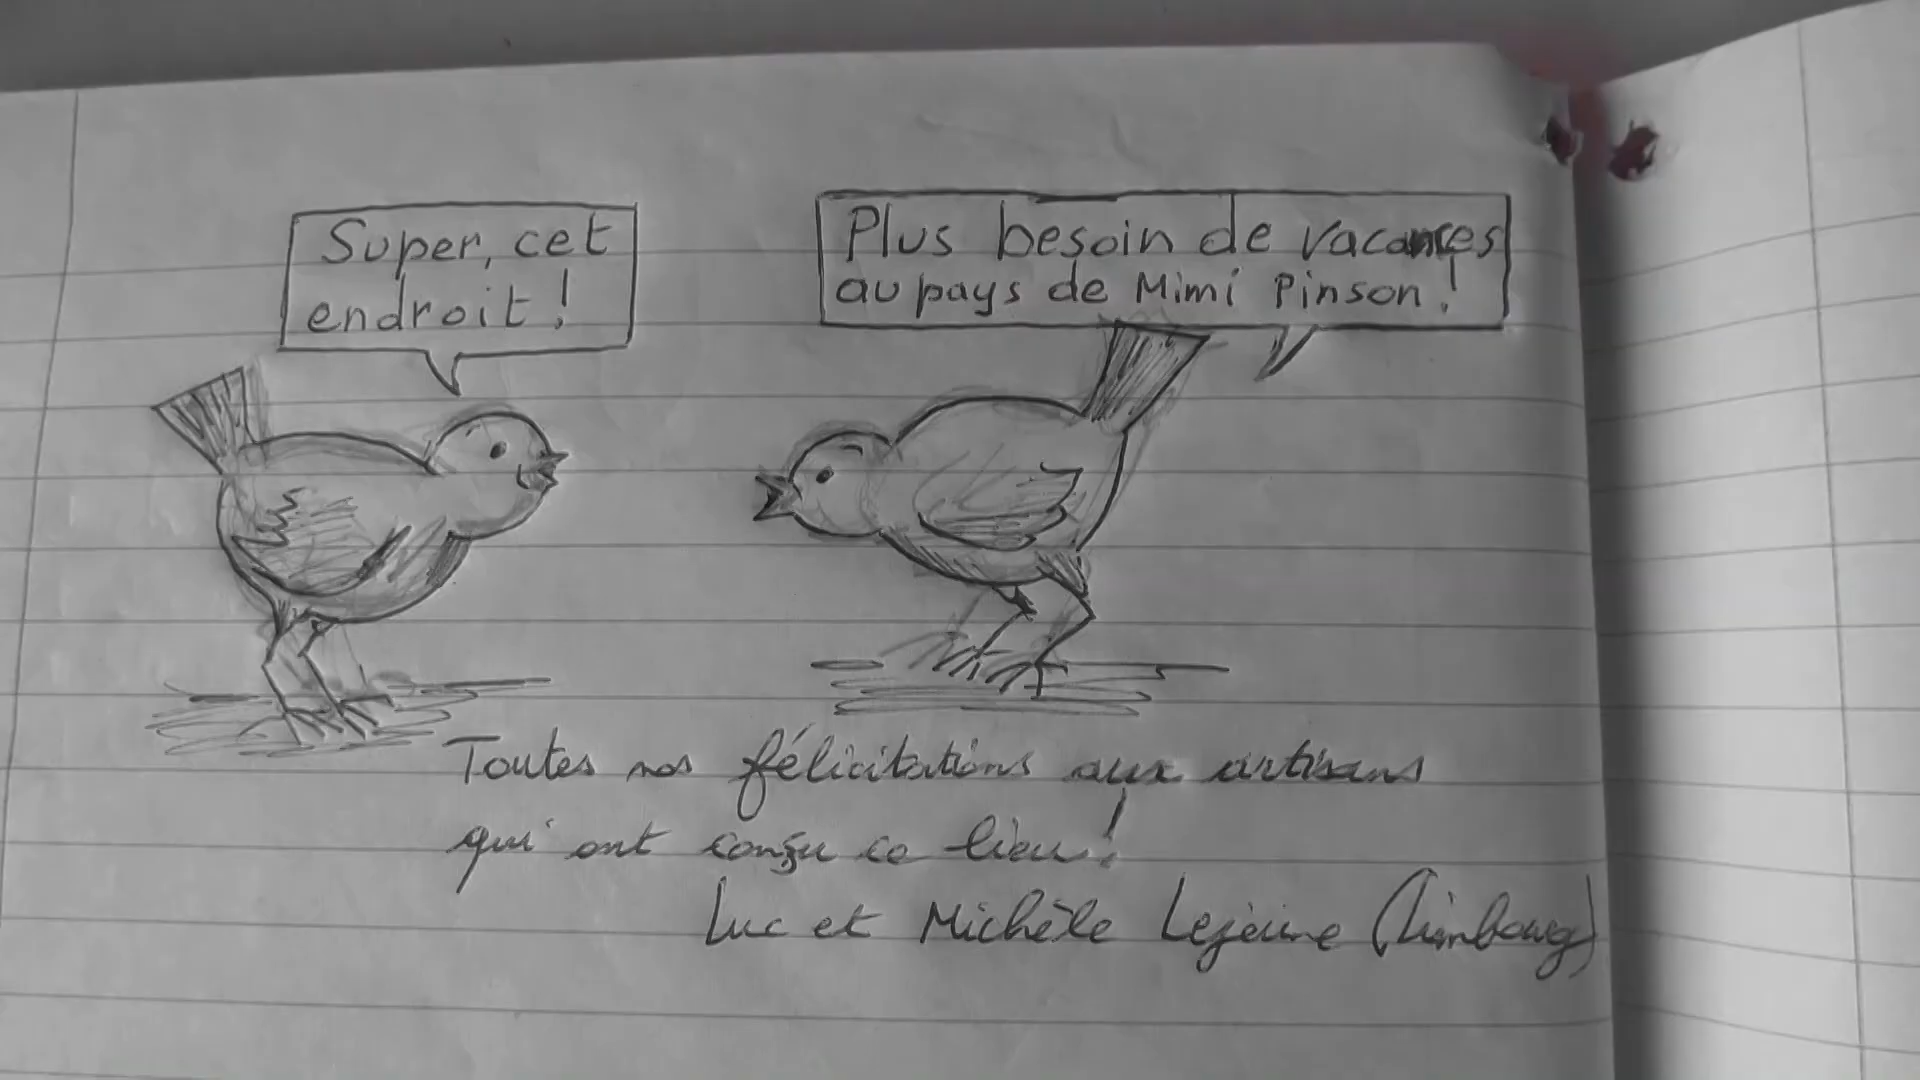 Super, cet
endroit !
Plus besoin de vacances
au pays de Mimi Pinson !
Toutes nos félicitations aux artisans
qui ont conçu ce lieu !
Luc et Michèle Lejeune (Limbourg)